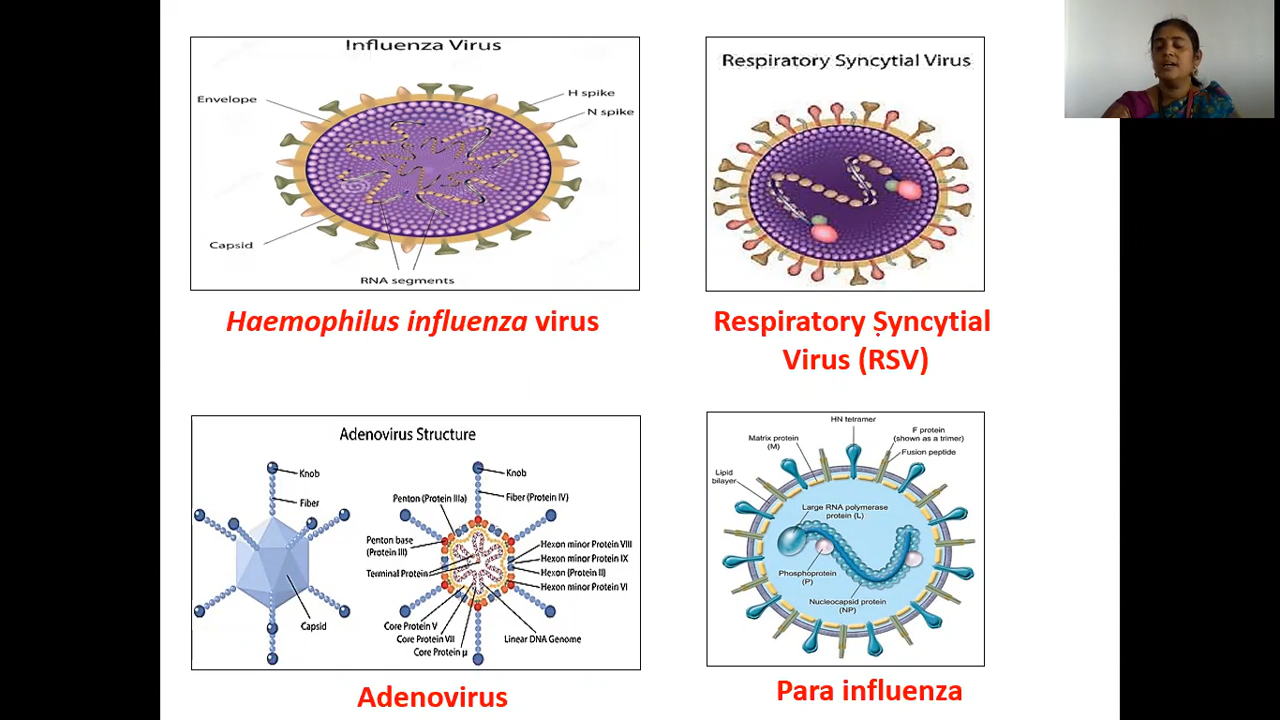 Influenza Virus
Envelope
H spike
N spike
Capsid
RNA segments
Haemophilus influenza virus
Respiratory Syncytial Virus
Respiratory Syncytial
Virus (RSV)
Adenovirus Structure
Knob
Fiber
Capsid
Knob
Penton (Protein IIIa)
Fiber (Protein IV)
Penton base
(Protein III)
Terminal Protein
Hexon minor Protein VIII
Hexon minor Protein IX
Hexon (Protein II)
Hexon minor Protein VI
Core Protein V
Core Protein VII
Core Protein μ
Linear DNA Genome
Adenovirus
HN tetramer
Matrix protein
(M)
F protein
(shown as a trimer)
Fusion peptide
Lipid
bilayer
Large RNA polymerase
protein (L)
Phosphoprotein
(P)
Nucleocapsid protein
(NP)
Para influenza